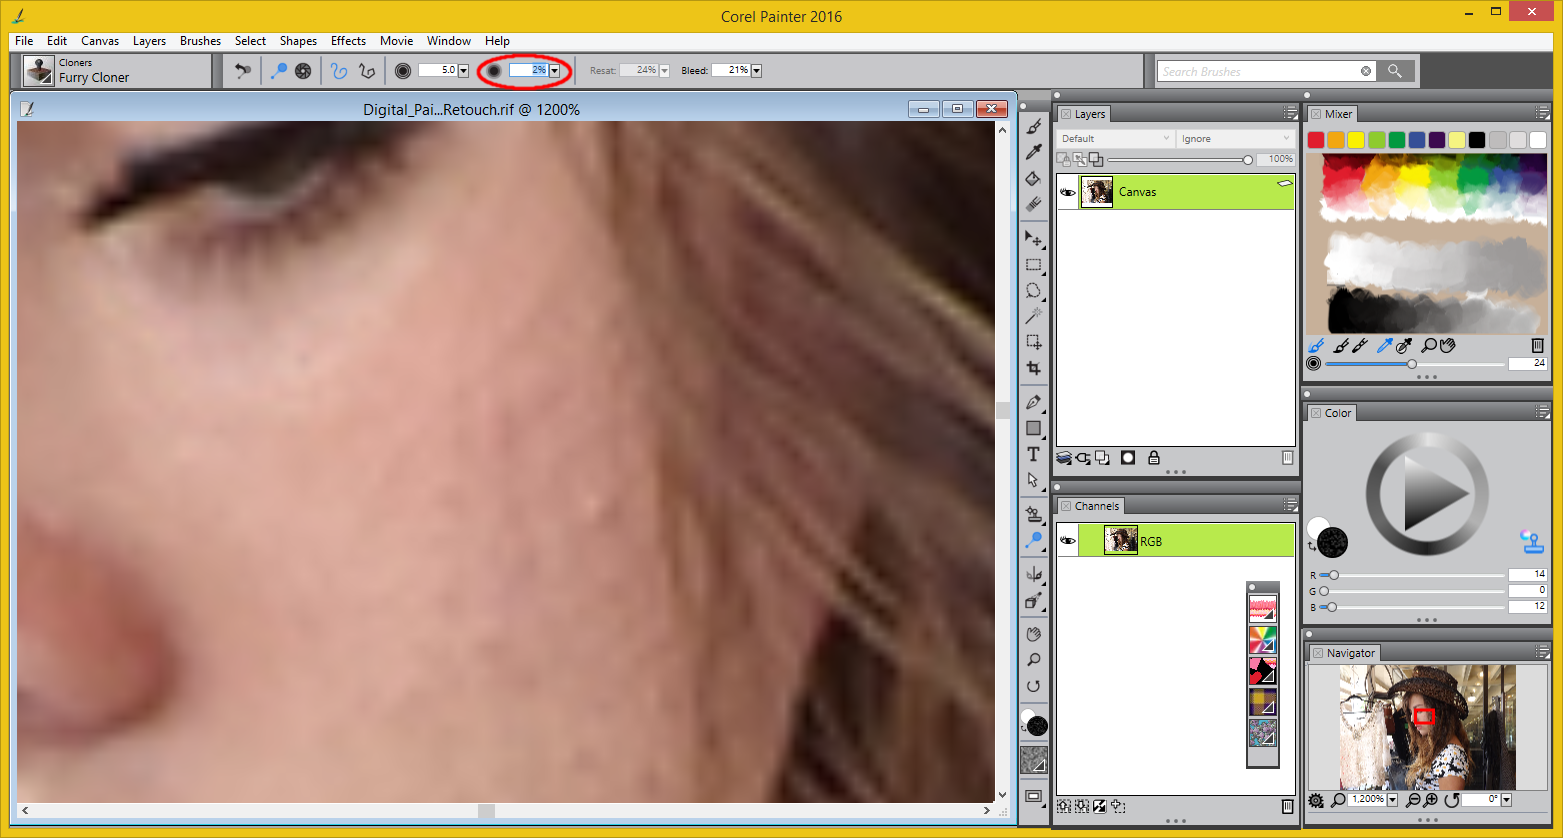 Corel Painter 2016
File Edit Canvas Layers Brushes Select Shapes Effects Movie Window Help
Cloners
Furry Cloner
5.0
2%
Resat: 24%
Bleed: 21%
Search Brushes
Digital_Pai...Retouch.rif @ 1200%
Layers
Default
Ignore
100%
Canvas
Channels
RGB
T
Mixer
24
Color
R 14
G 0
B 12
Navigator
1,200%
0°